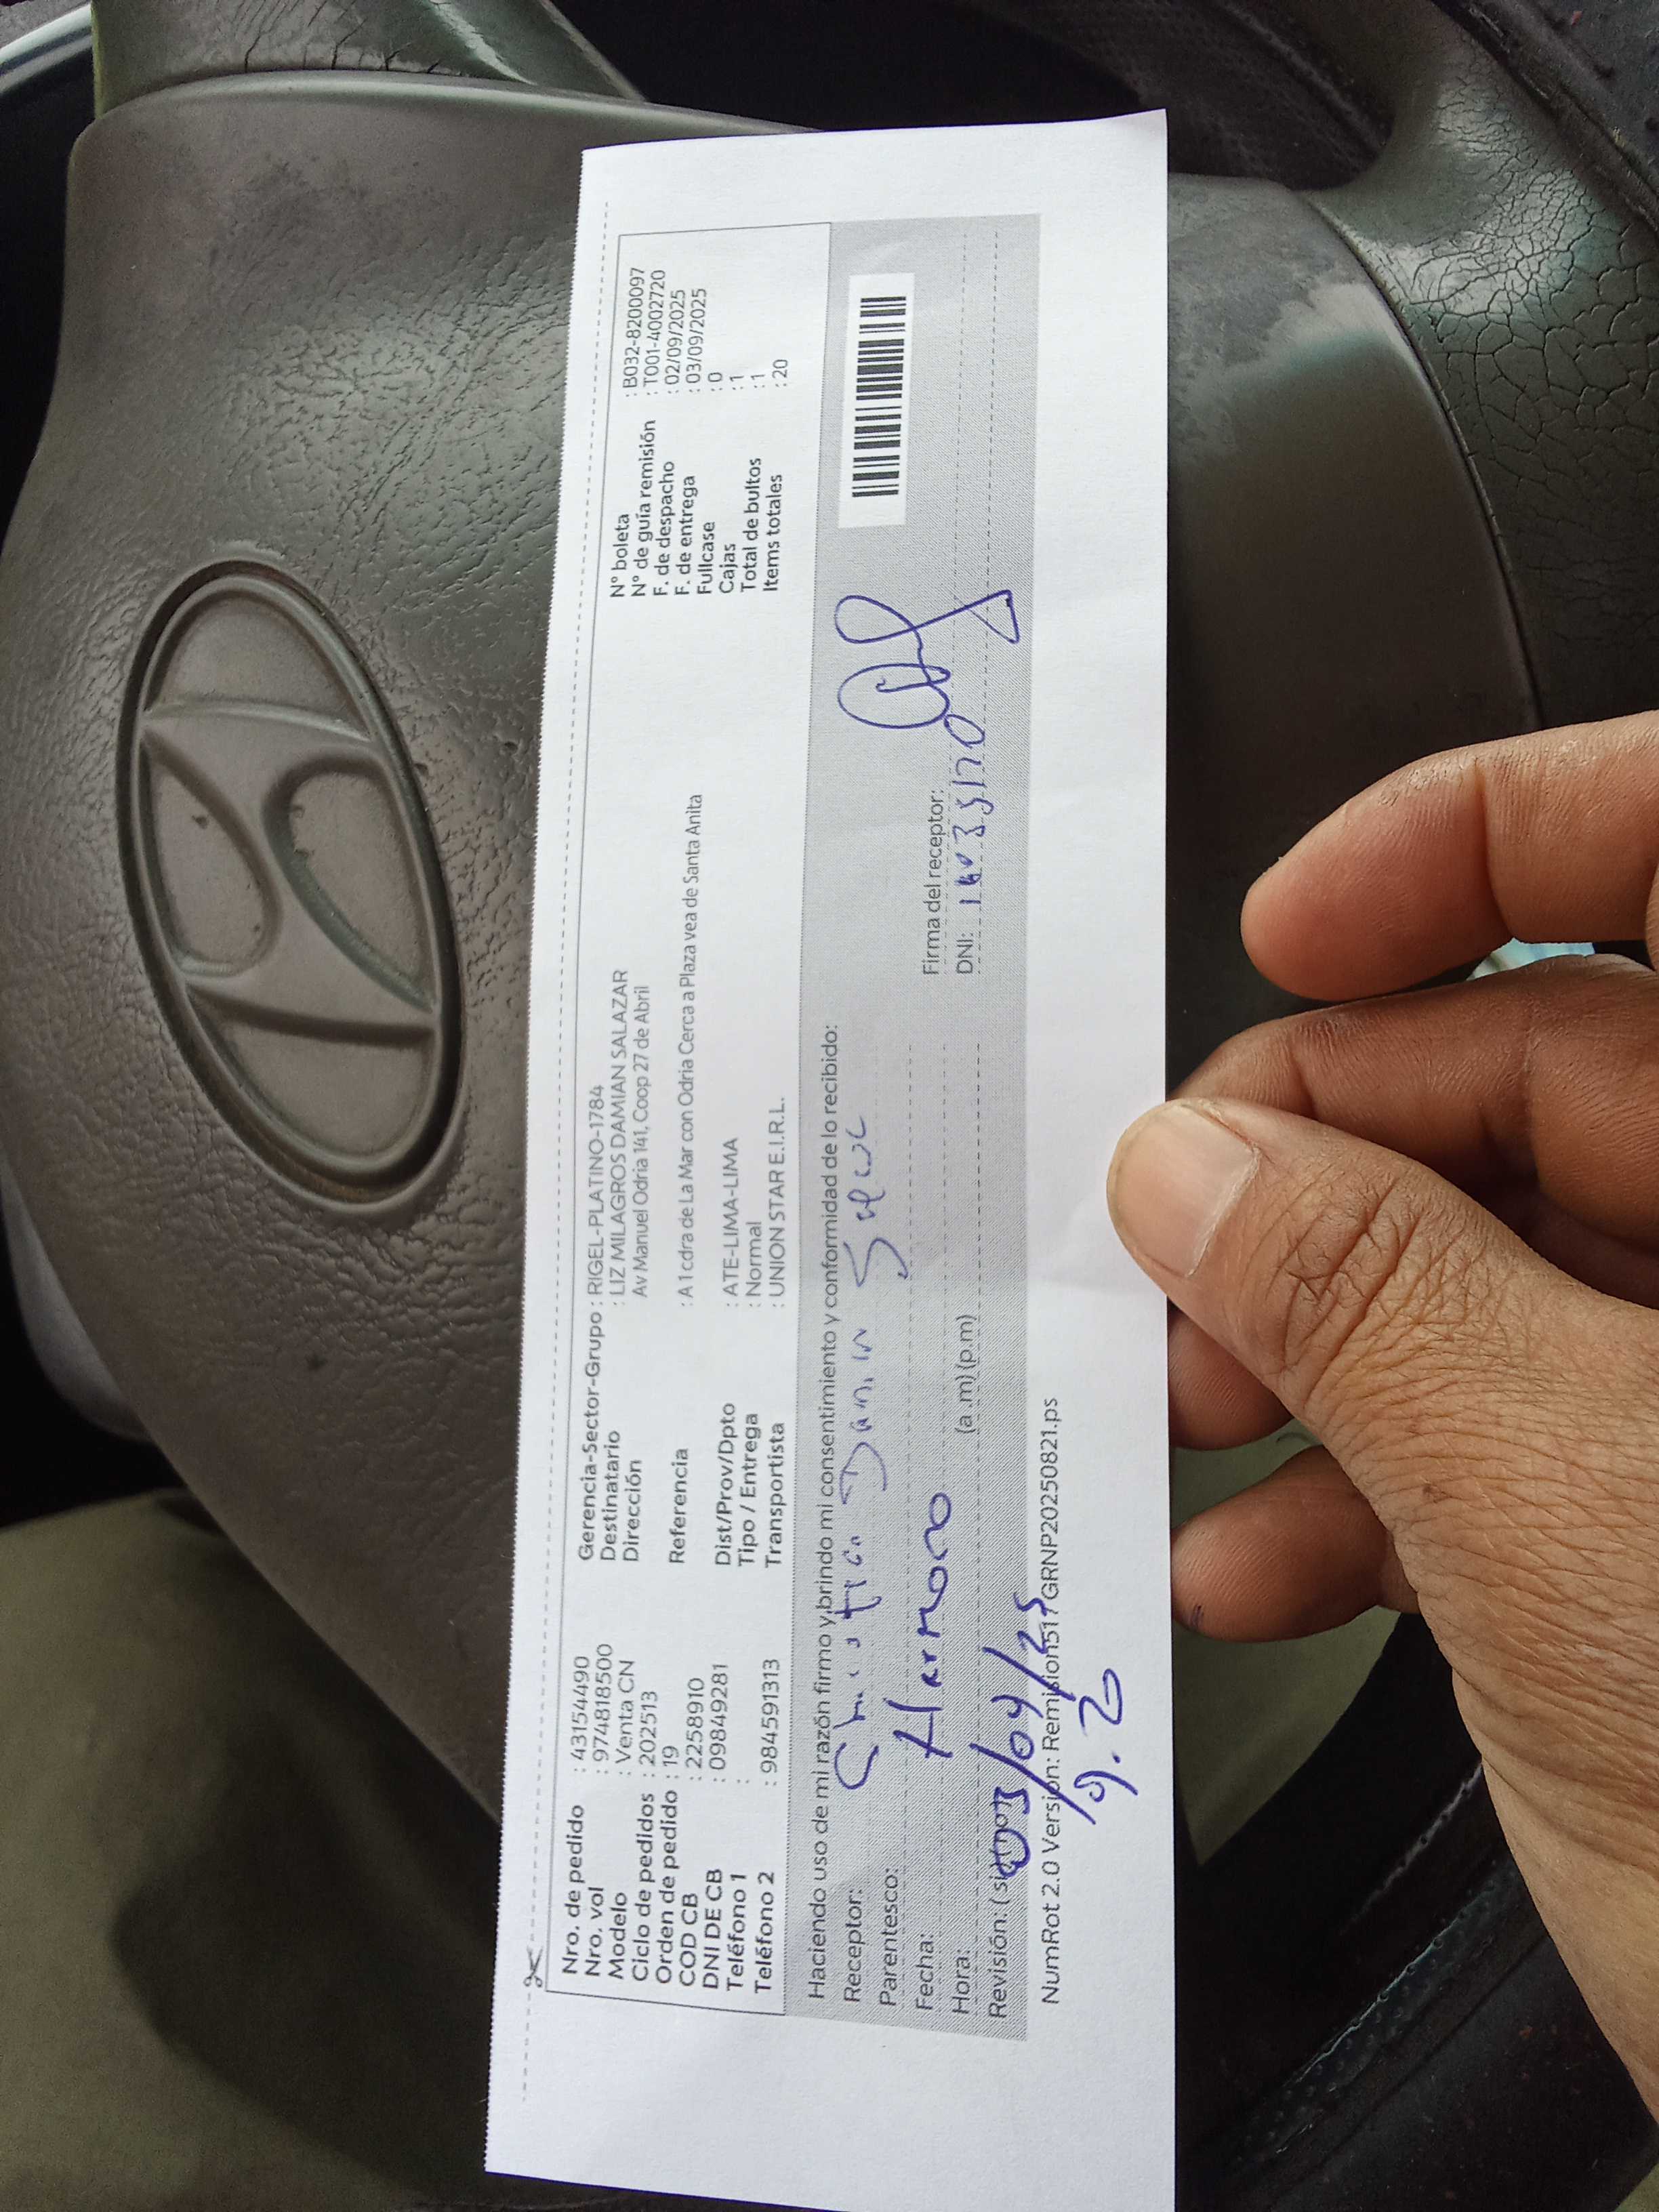 Nro. de pedido : 43154490
Nro. vol : 974818500
Modelo : Venta CN
Ciclo de pedidos : 202513
Orden de pedido : 19
COD CB : 2258910
DNI DE CB : 09849281
Teléfono 1 :
Teléfono 2 : 984591313
Gerencia-Sector-Grupo : RIGEL-PLATINO-1784
Destinatario : LIZ MILAGROS DAMIAN SALAZAR
Dirección Av Manuel Odria 141, Coop 27 de Abril
Referencia : A 1 cdra de La Mar con Odria Cerca a Plaza vea de Santa Anita
Dist/Prov/Dpto : ATE-LIMA-LIMA
Tipo / Entrega : Normal
Transportista : UNION STAR E.I.R.L.
N° boleta : B032-8200097
N° de guía remisión : T001-4002720
F. de despacho : 02/09/2025
F. de entrega : 03/09/2025
Fullcase : 0
Cajas : 1
Total de bultos : 1
Items totales : 20
Haciendo uso de mi razón firmo y brindo mi consentimiento y conformidad de lo recibido:
Receptor:
Parentesco: Hermono
Fecha: 03/09/25
Hora: (a.m) (p.m)
Revisión: ( si
Firma del receptor:
DNI:
NumRot 2.0 Versión: Remision517GRNP20250821.ps